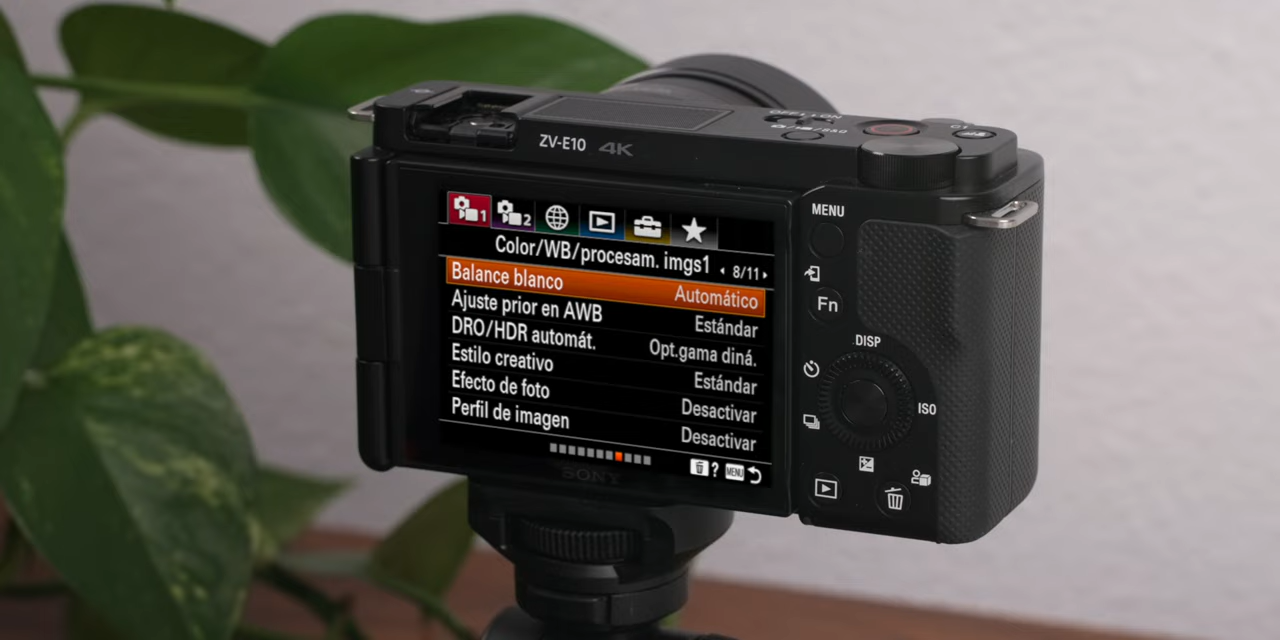 ZV-E10 4K
1 2
Color/WB/procesam. imgs1 8/11
Balance blanco Automático
Ajuste prior en AWB Estándar
DRO/HDR automát. Opt.gama diná.
Estilo creativo Estándar
Efecto de foto Desactivar
Perfil de imagen Desactivar
? MENU
SONY
MENU
Fn
DISP
ISO